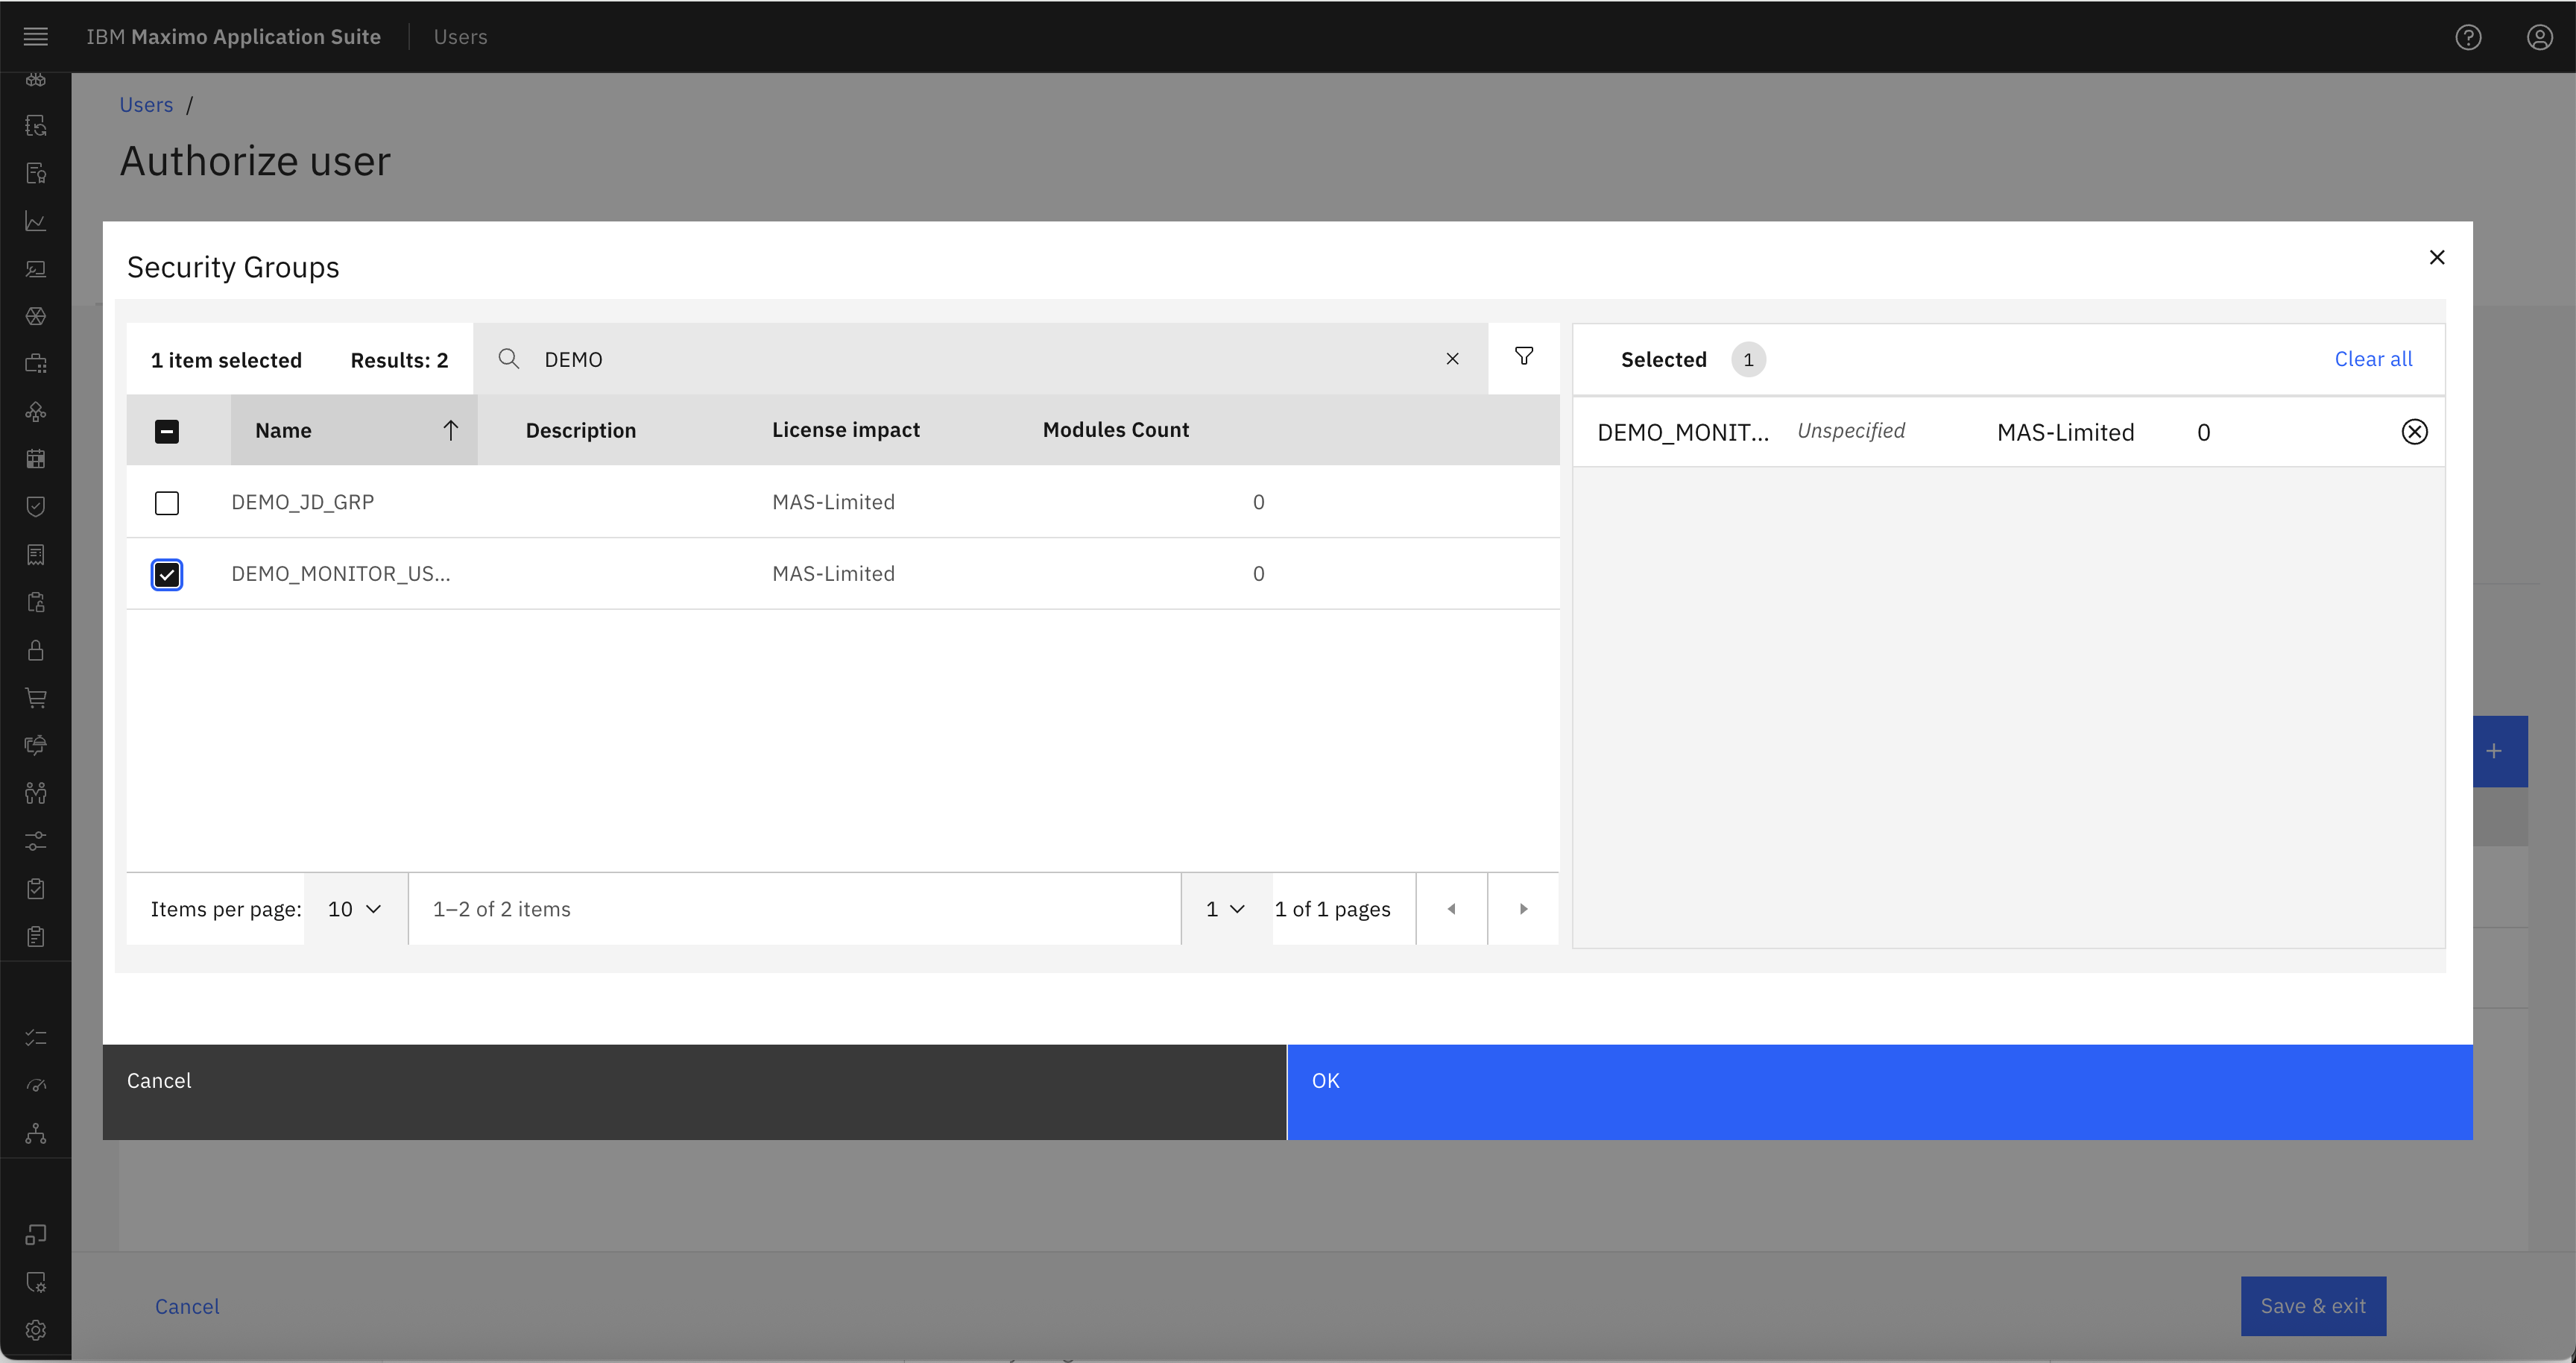 IBM Maximo Application Suite Users
Users /
Authorize user
Security Groups
1 item selected Results: 2 DEMO
Selected 1 Clear all
Name Description License impact Modules Count
DEMO_MONIT... Unspecified MAS-Limited 0
DEMO_JD_GRP MAS-Limited 0
DEMO_MONITOR_US... MAS-Limited 0
Items per page: 10 1–2 of 2 items 1 1 of 1 pages
Cancel OK
Cancel Save & exit